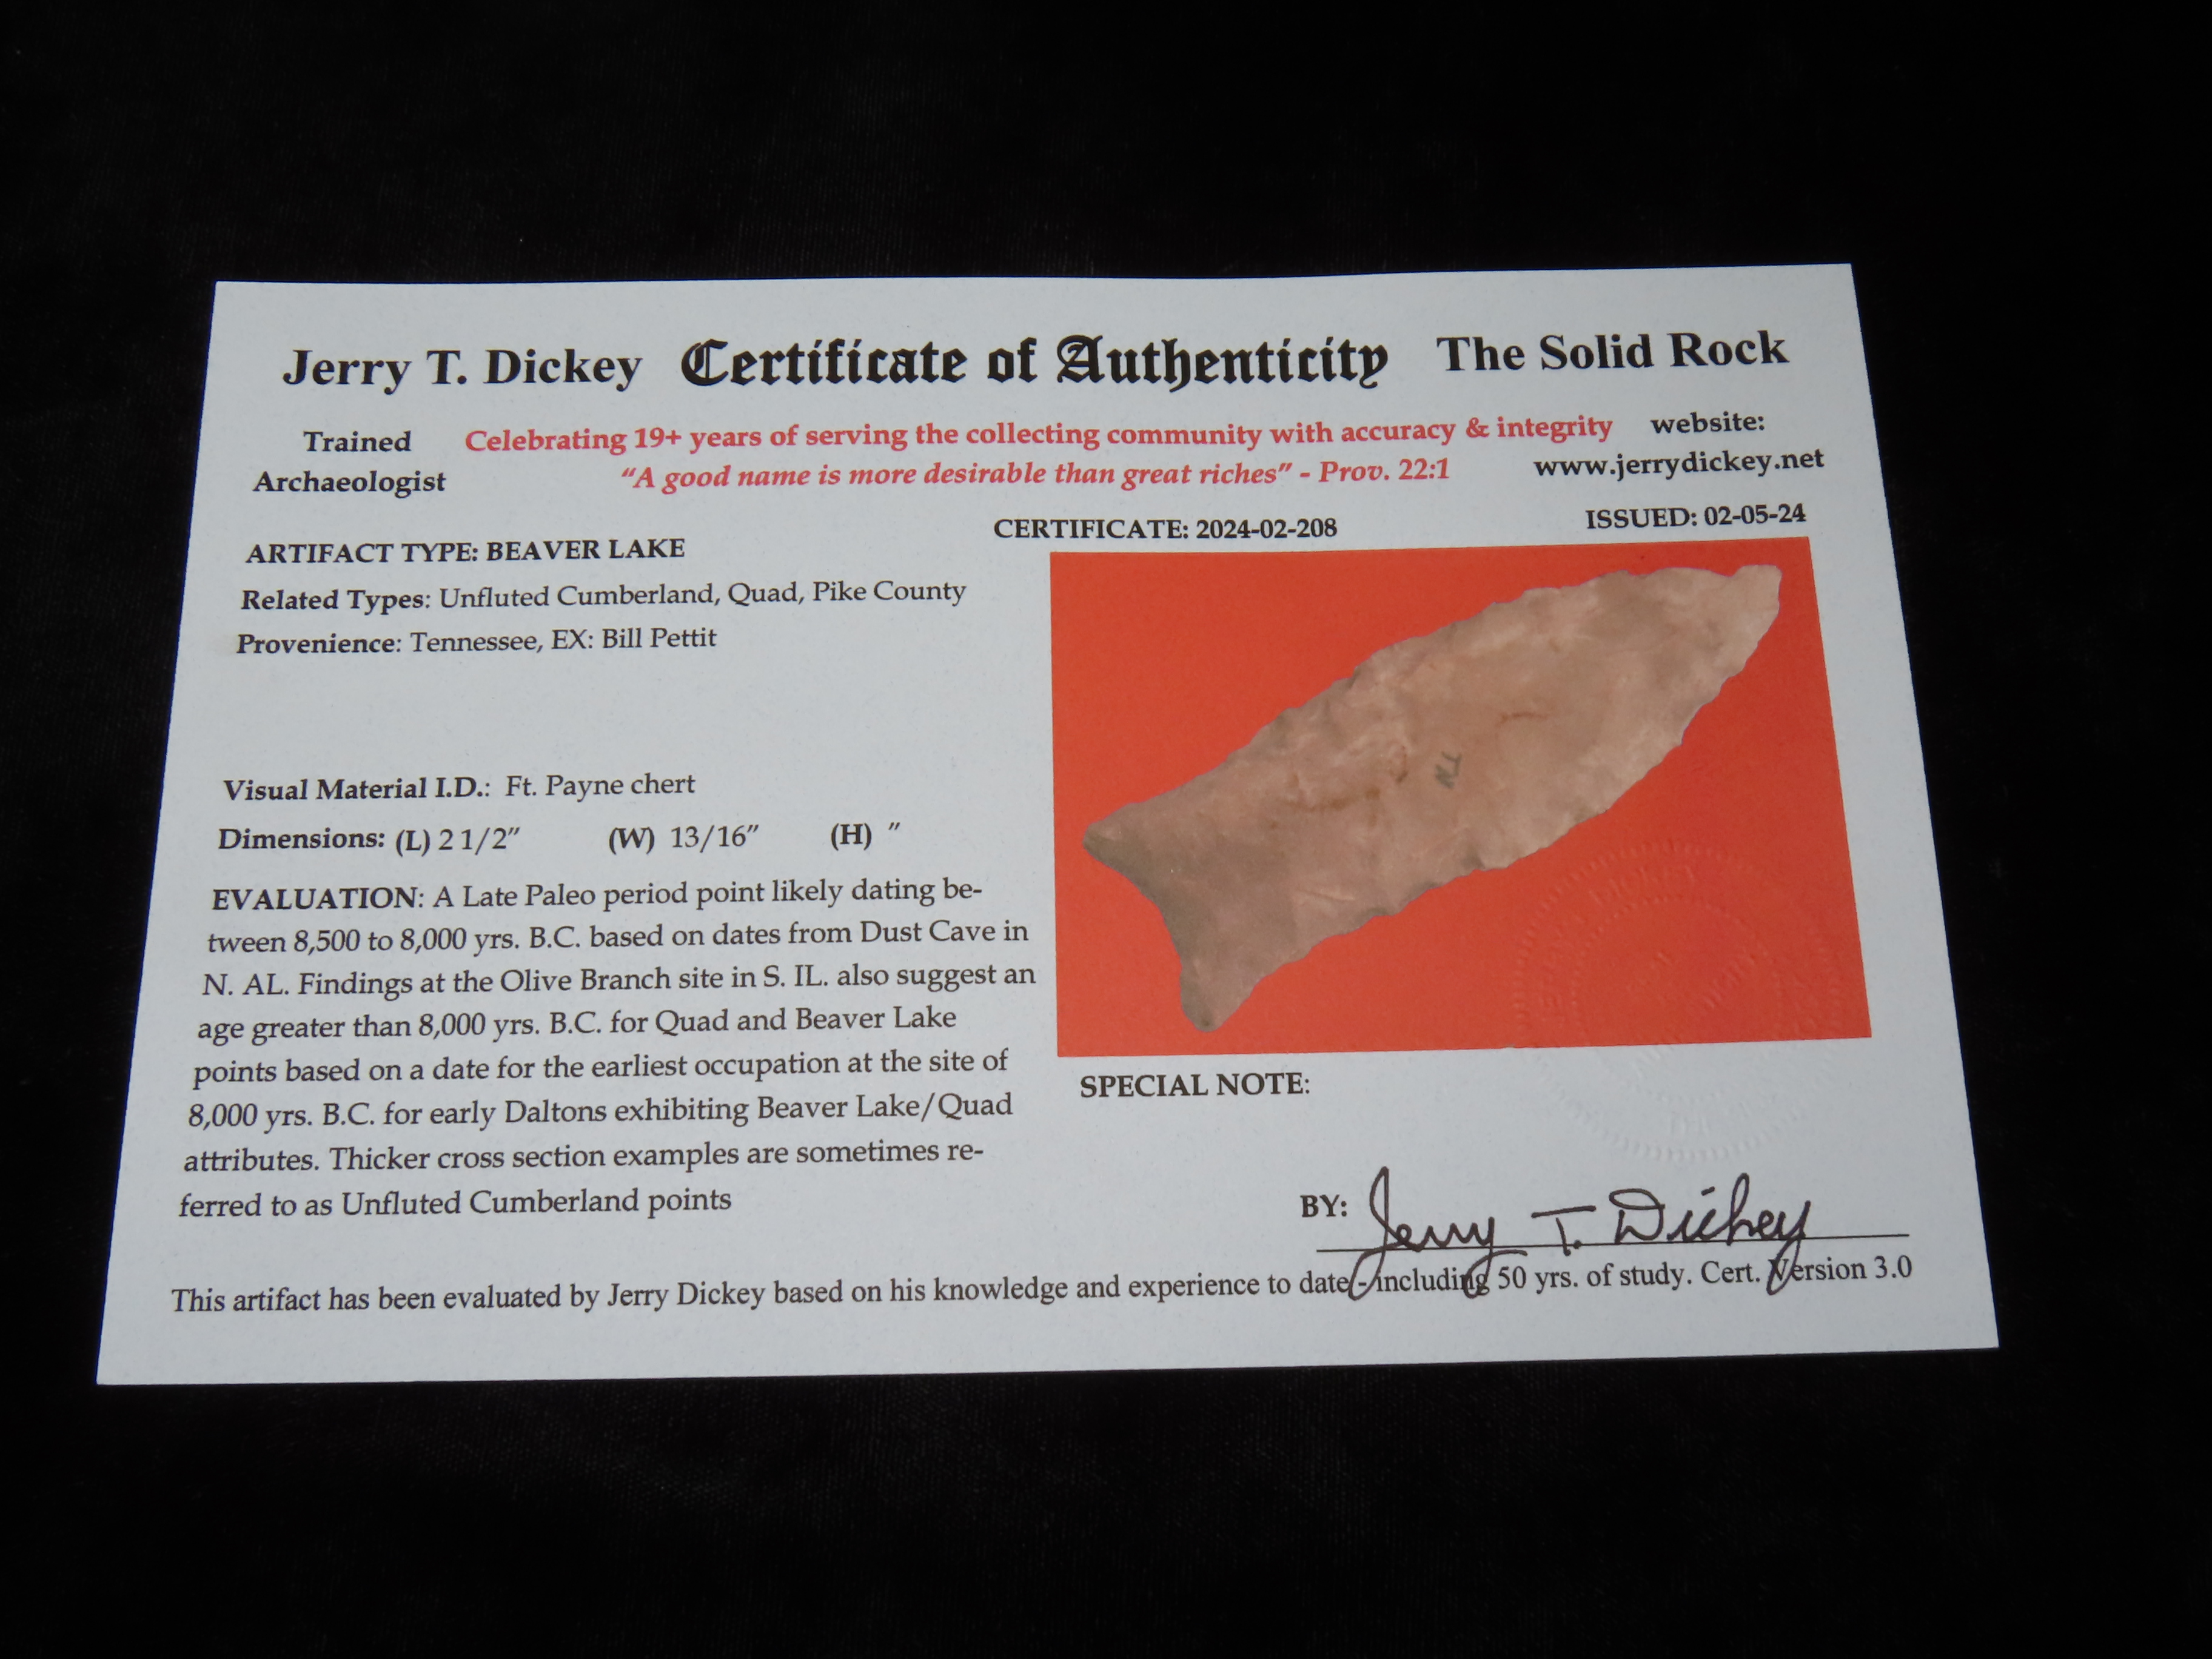 Jerry T. Dickey Certificate of Authenticity The Solid Rock
Trained Archaeologist
Celebrating 19+ years of serving the collecting community with accuracy & integrity
"A good name is more desirable than great riches" - Prov. 22:1
website:
www.jerrydickey.net
CERTIFICATE: 2024-02-208
ISSUED: 02-05-24
ARTIFACT TYPE: BEAVER LAKE
Related Types: Unfluted Cumberland, Quad, Pike County
Provenience: Tennessee, EX: Bill Pettit
Visual Material I.D.: Ft. Payne chert
Dimensions: (L) 2 1/2" (W) 13/16" (H) "
EVALUATION: A Late Paleo period point likely dating be-
tween 8,500 to 8,000 yrs. B.C. based on dates from Dust Cave in
N. AL. Findings at the Olive Branch site in S. IL. also suggest an
age greater than 8,000 yrs. B.C. for Quad and Beaver Lake
points based on a date for the earliest occupation at the site of
8,000 yrs. B.C. for early Daltons exhibiting Beaver Lake/Quad
attributes. Thicker cross section examples are sometimes re-
ferred to as Unfluted Cumberland points
TN
SPECIAL NOTE:
BY: Jerry T. Dickey
This artifact has been evaluated by Jerry Dickey based on his knowledge and experience to date - including 50 yrs. of study. Cert. Version 3.0